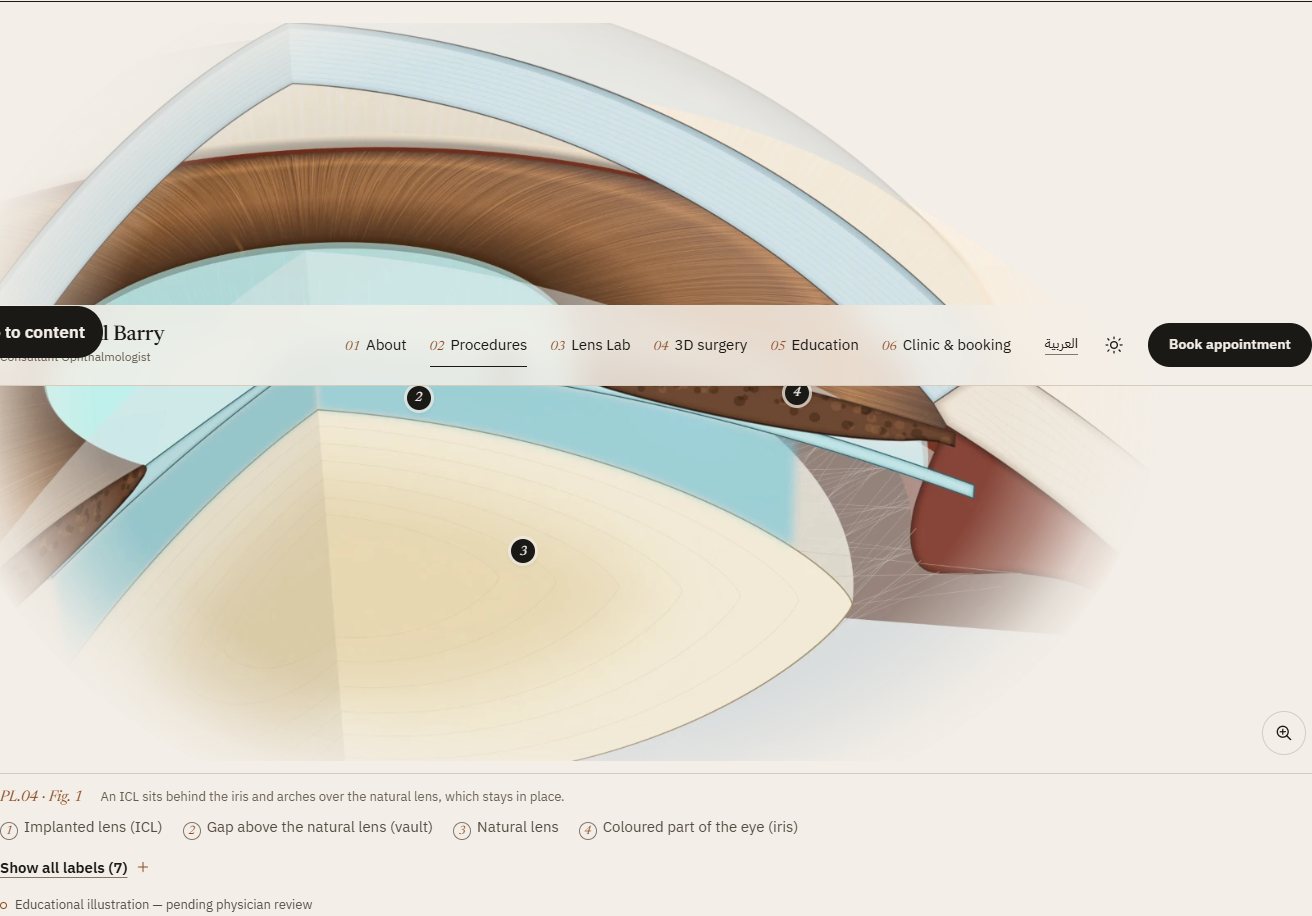 to content
l Barry
Consultant Ophthalmologist
01 About
02 Procedures
03 Lens Lab
04 3D surgery
05 Education
06 Clinic & booking
العربية
Book appointment
2
4
3
PL.04 · Fig. 1 An ICL sits behind the iris and arches over the natural lens, which stays in place.
1 Implanted lens (ICL) 2 Gap above the natural lens (vault) 3 Natural lens 4 Coloured part of the eye (iris)
Show all labels (7) +
Educational illustration — pending physician review